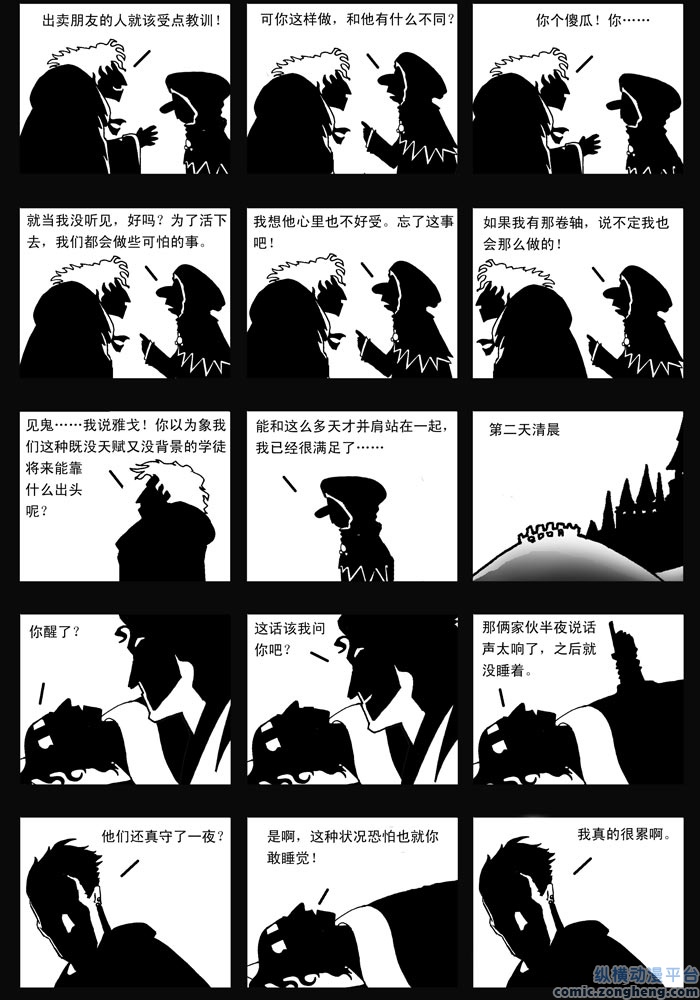 出卖朋友的人就该受点教训！
可你这样做，和他有什么不同？
你个傻瓜！你……
就当我没听见，好吗？为了活下
去，我们都会做些可怕的事。
我想他心里也不好受。忘了这事
吧！
如果我有那卷轴，说不定我也
会那么做的！
见鬼……我说雅戈！你以为象我
们这种既没天赋又没背景的学徒
将来能靠
什么出头
呢？
能和这么多天才并肩站在一起，
我已经很满足了……
第二天清晨
你醒了？
这话该我问
你吧？
那俩家伙半夜说话
声太响了，之后就
没睡着。
他们还真守了一夜？
是啊，这种状况恐怕也就你
敢睡觉！
我真的很累啊。
纵横动漫平台
comic.zongheng.com